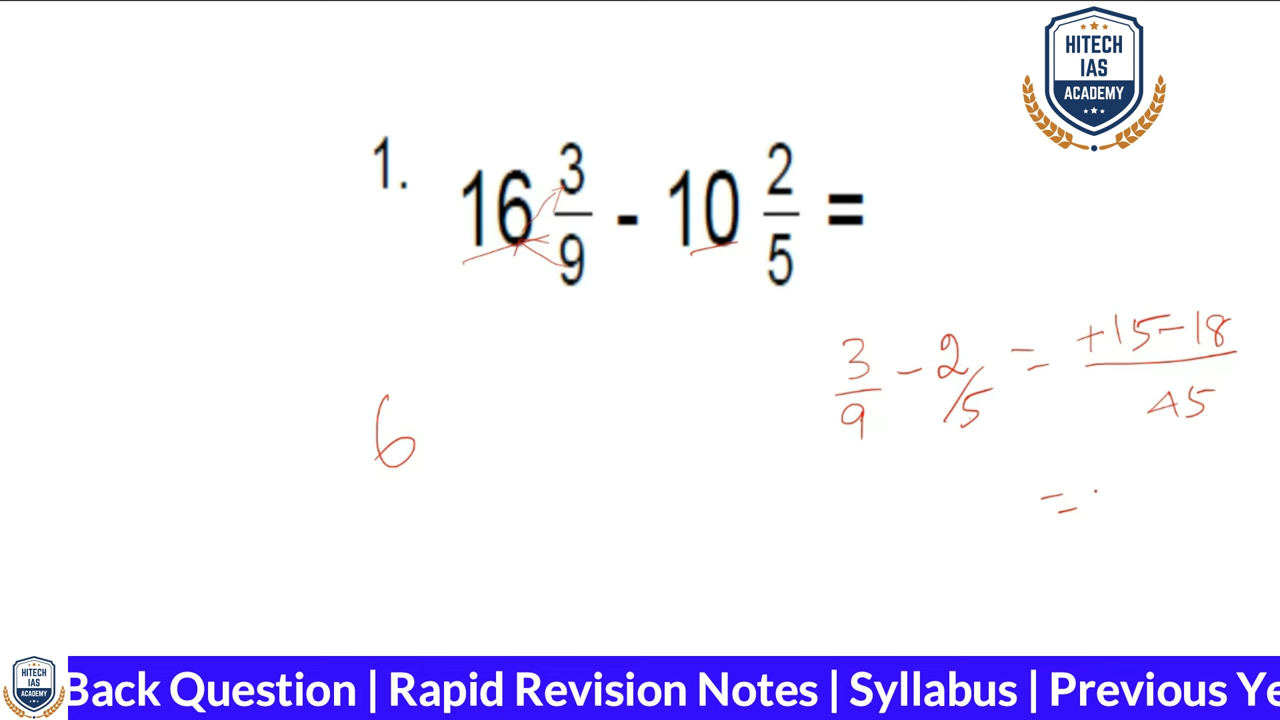 HITECH
IAS
ACADEMY
1. 16 3/9 - 10 2/5 =
3/9 - 2/5 = +15-18/45
6
=
HITECH
IAS
ACADEMY
Back Question | Rapid Revision Notes | Syllabus | Previous Ye